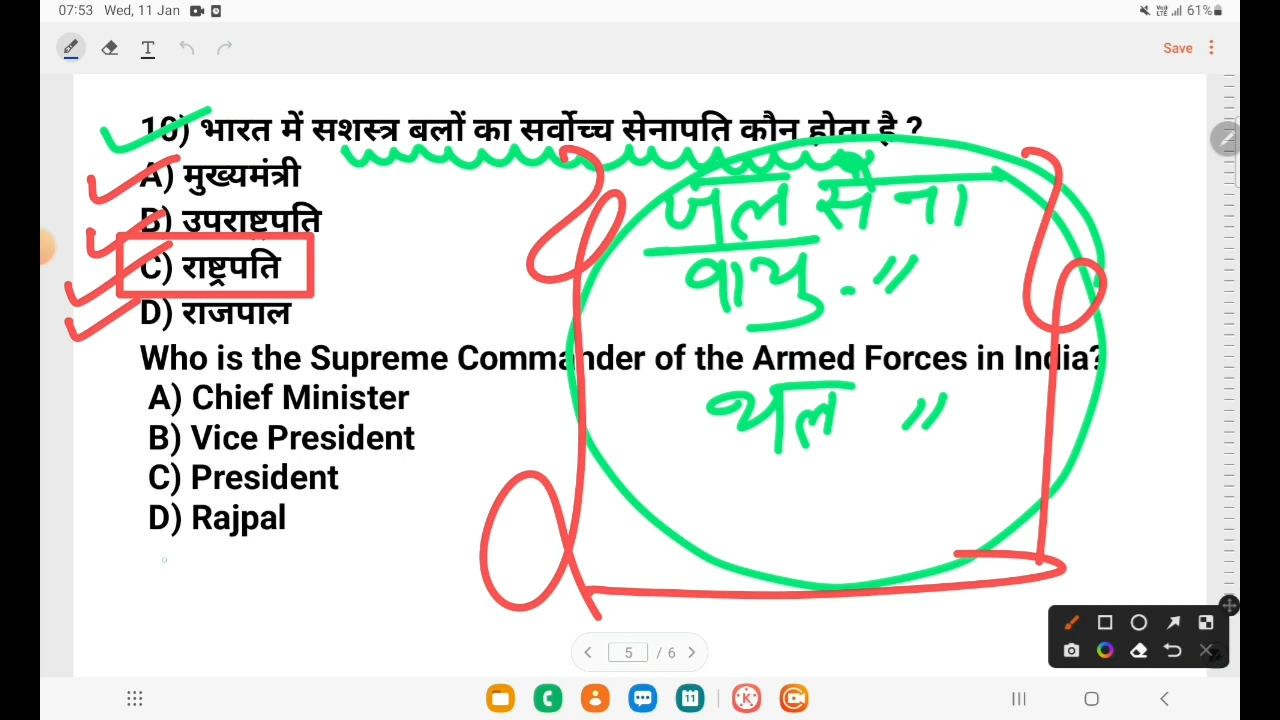 07:53 Wed, 11 Jan
61%
T
Save
10) भारत में सशस्त्र बलों का सर्वोच्च सेनापति कौन होता है ?
A) मुख्यमंत्री
B) उपराष्ट्रपति
C) राष्ट्रपति
D) राजपाल
जल सेना
वायु. "
थल "
Who is the Supreme Commander of the Armed Forces in India?
A) Chief Minister
B) Vice President
C) President
D) Rajpal
5 / 6
11
K